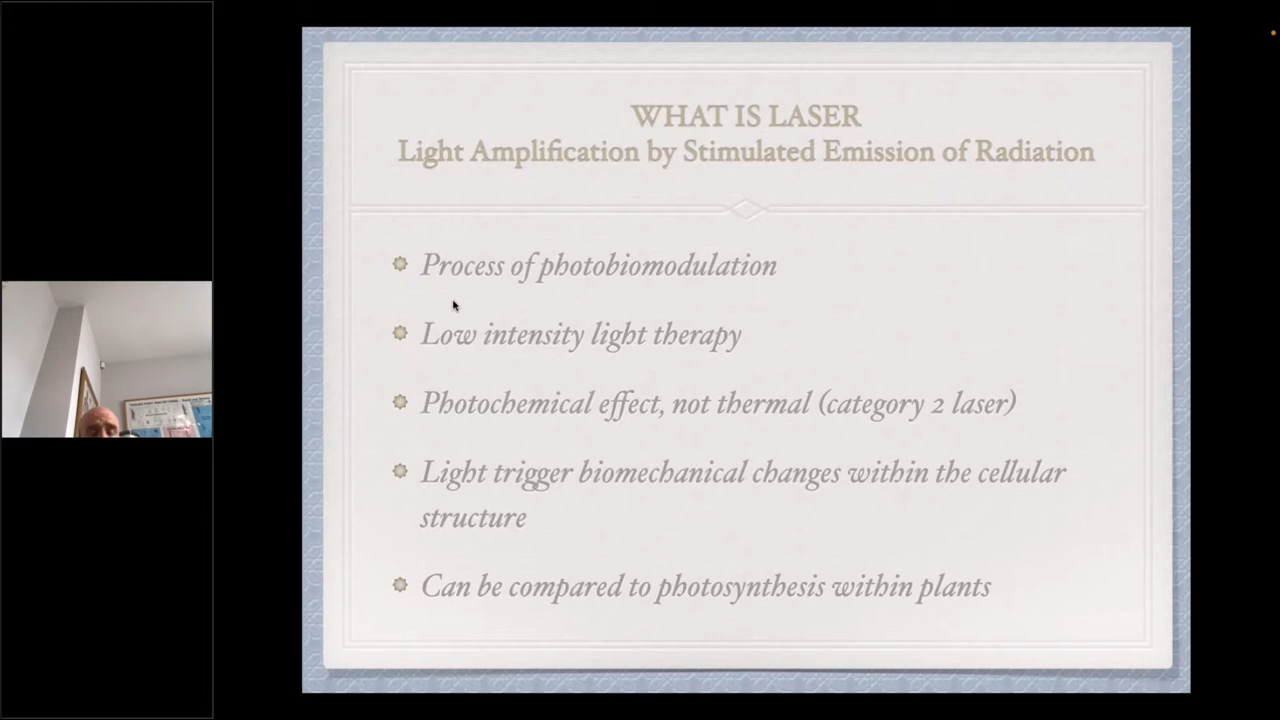 WHAT IS LASER
Light Amplification by Stimulated Emission of Radiation
Process of photobiomodulation
Low intensity light therapy
Photochemical effect, not thermal (category 2 laser)
Light trigger biomechanical changes within the cellular
structure
Can be compared to photosynthesis within plants